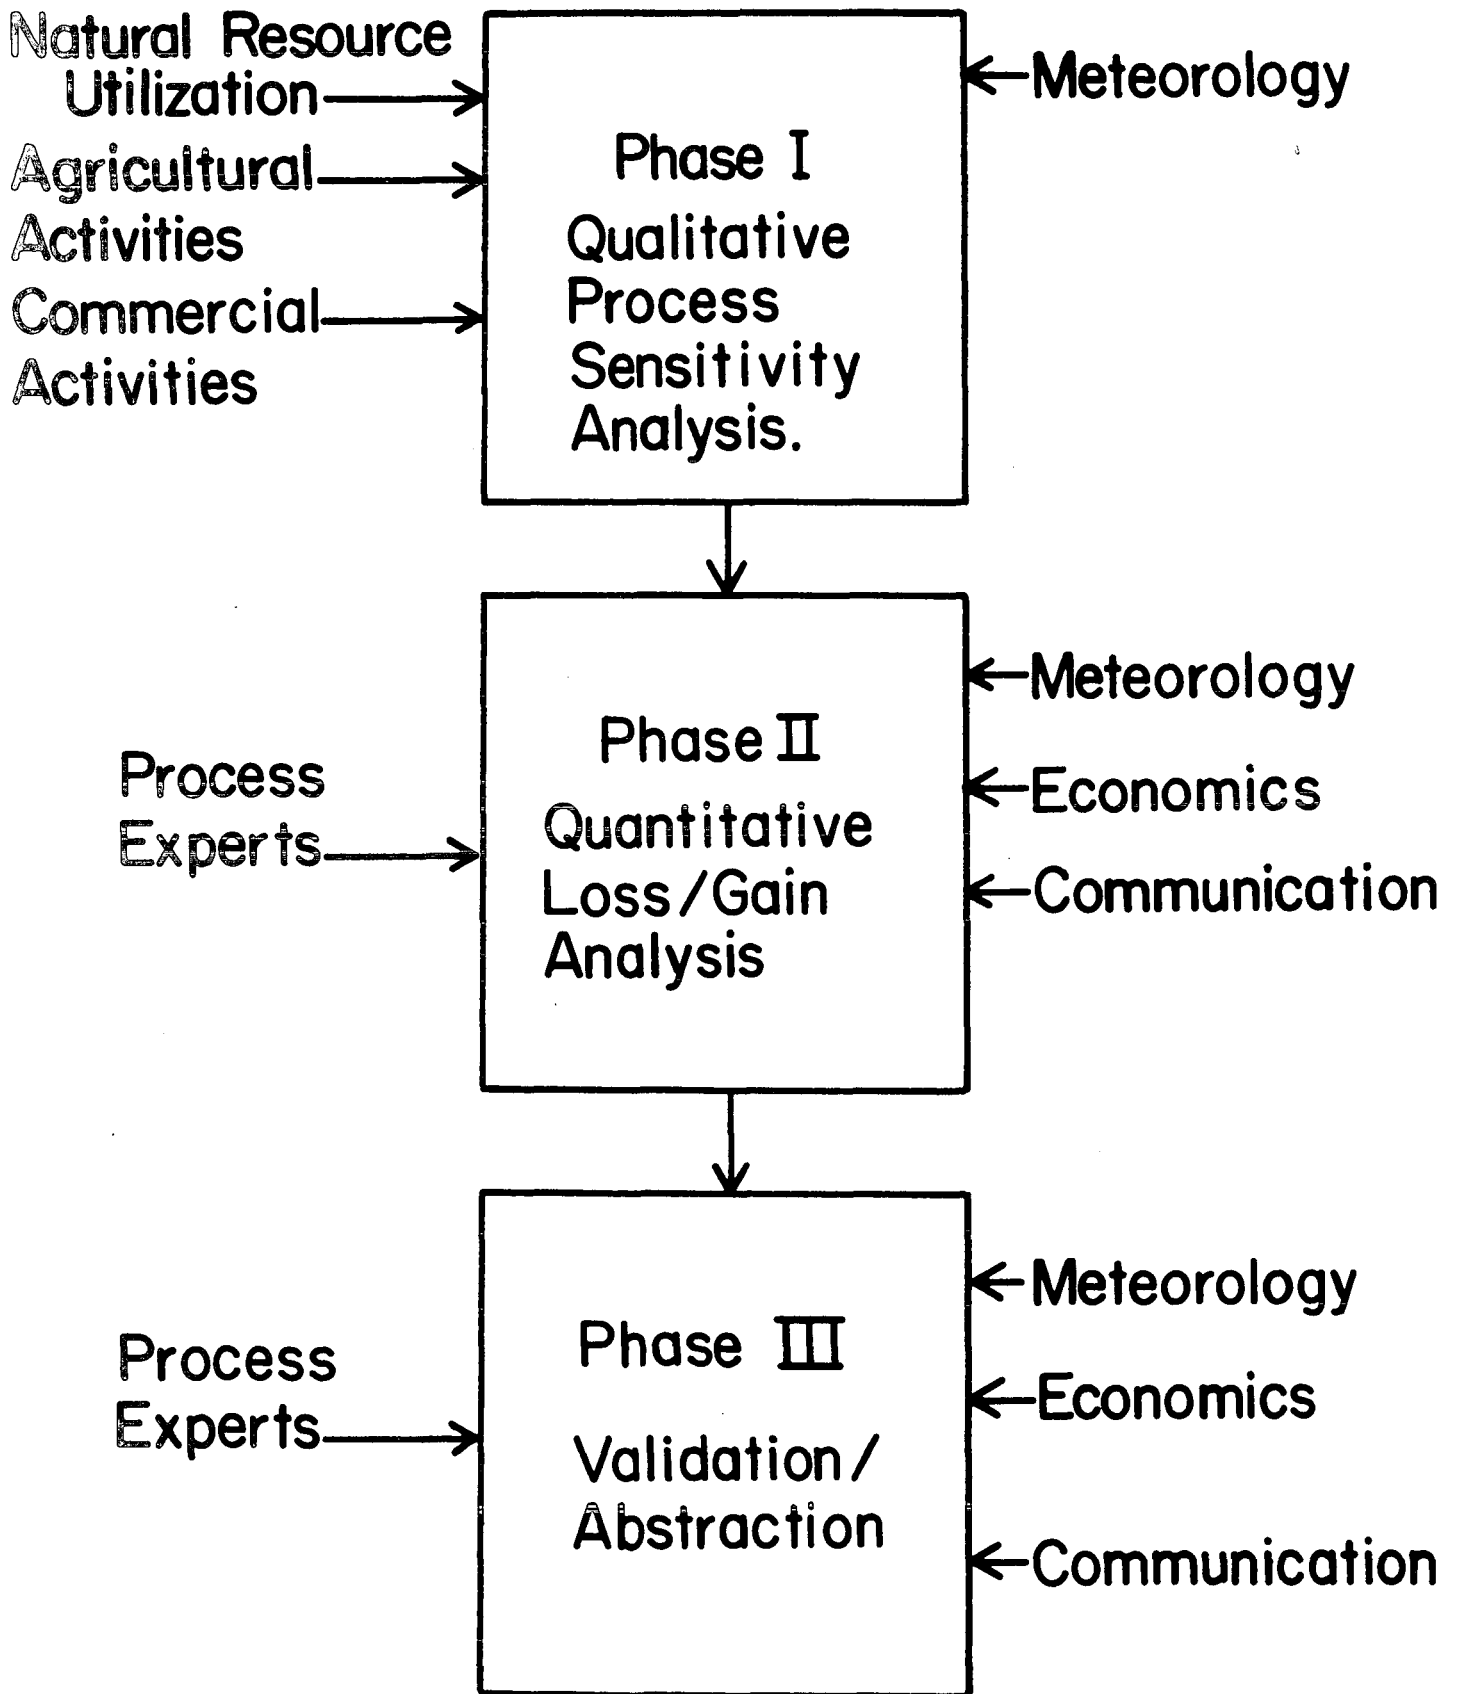 Natural Resource
Utilization
Agricultural
Activities
Commercial
Activities
Meteorology
Phase I
Qualitative
Process
Sensitivity
Analysis.
Process
Experts
Phase II
Quantitative
Loss/Gain
Analysis
Meteorology
Economics
Communication
Process
Experts
Phase III
Validation/
Abstraction
Meteorology
Economics
Communication